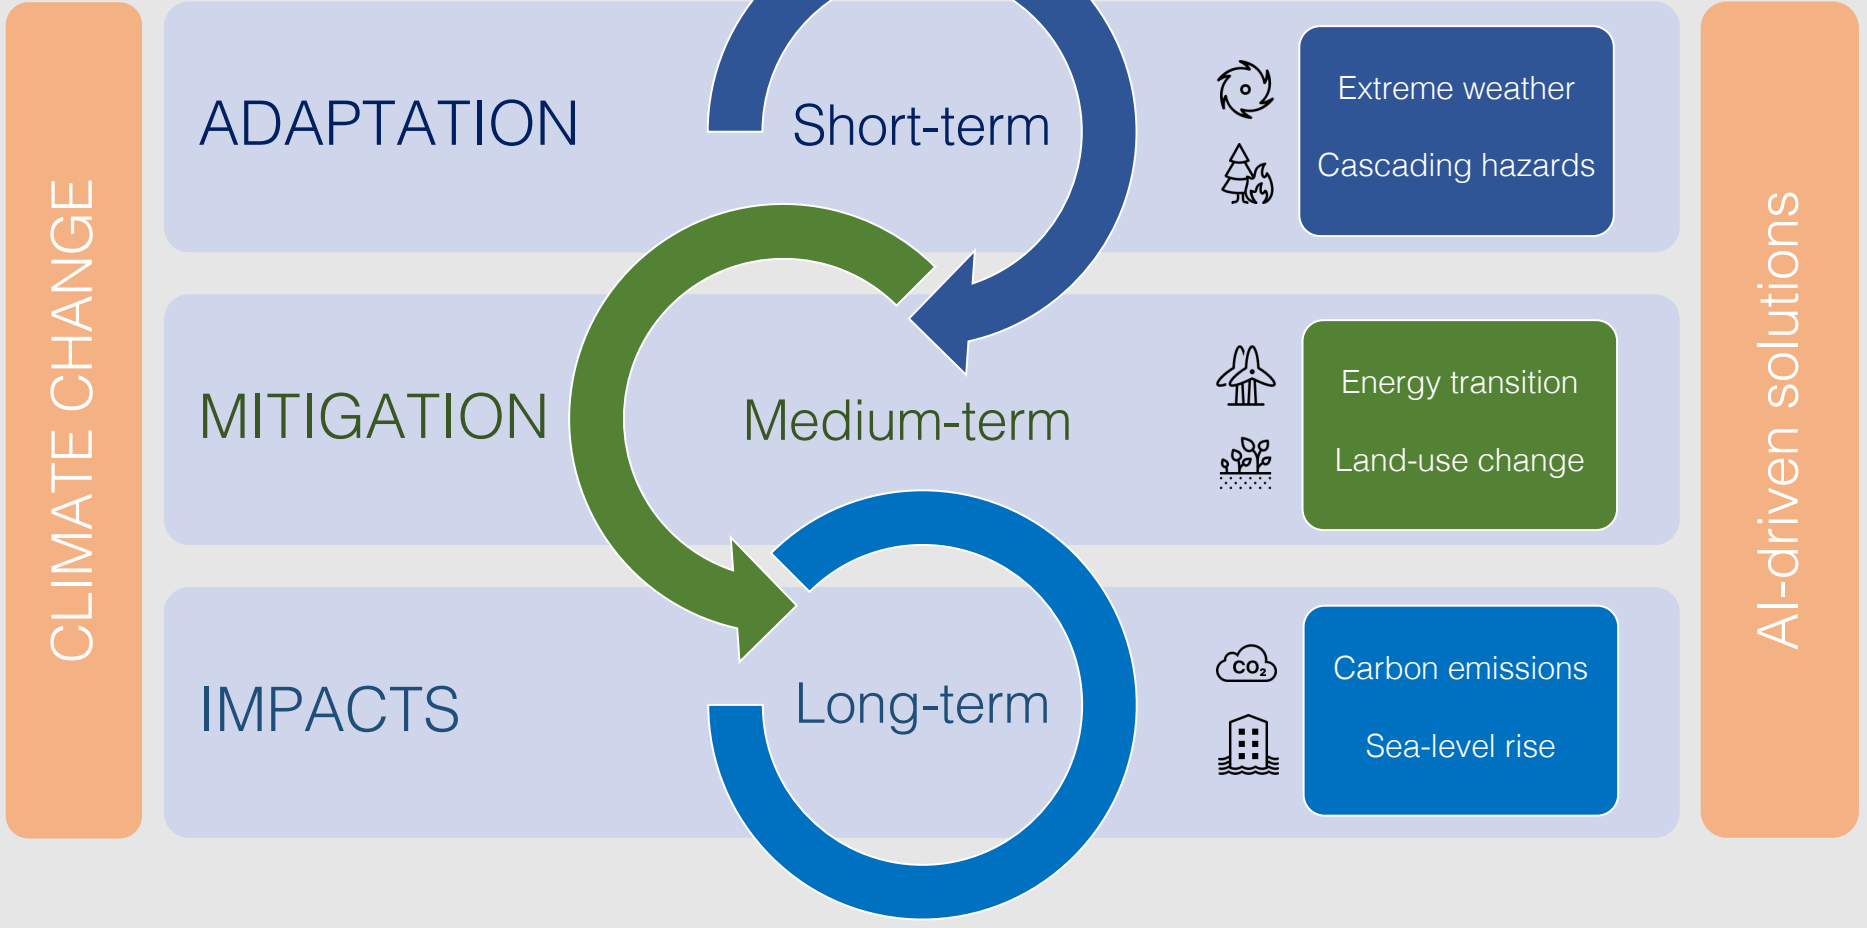 CLIMATE CHANGE
ADAPTATION
Short-term
Extreme weather
Cascading hazards
MITIGATION
Medium-term
Energy transition
Land-use change
IMPACTS
Long-term
CO₂
Carbon emissions
Sea-level rise
AI-driven solutions